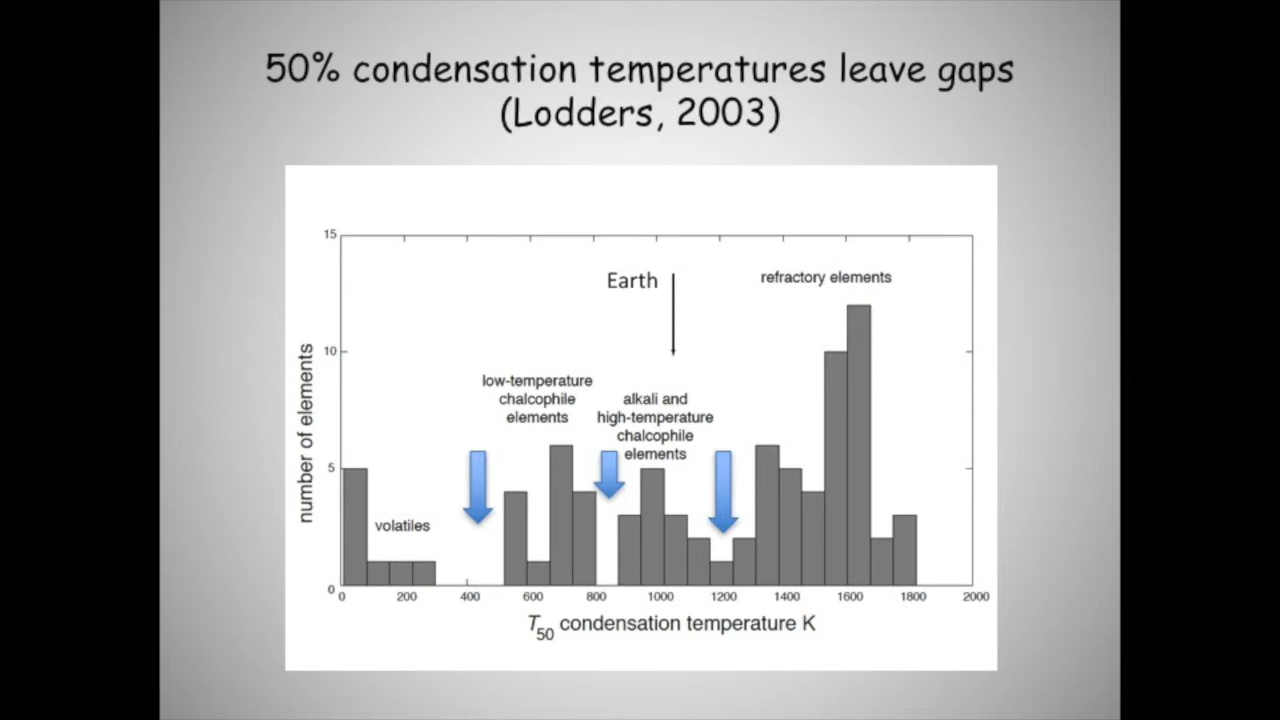 50% condensation temperatures leave gaps
(Lodders, 2003)
15
10
5
0
number of elements
Earth
refractory elements
low-temperature
chalcophile
elements
alkali and
high-temperature
chalcophile
elements
volatiles
0 200 400 600 800 1000 1200 1400 1600 1800 2000
T50 condensation temperature K